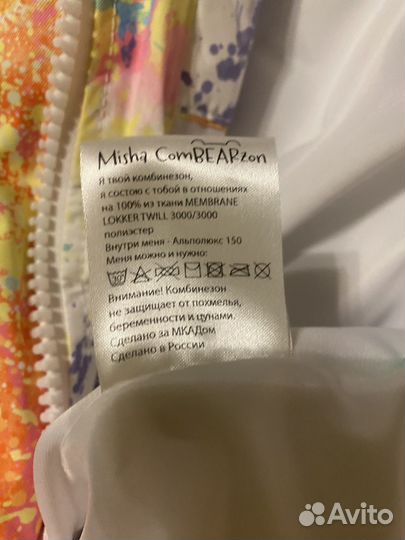 Misha ComBEARzon
Я твой комбинезон,
я состою с тобой в отношениях
на 100% из ткани MEMBRANE
LOKKER TWILL 3000/3000
полиэстер
Внутри меня - Альполюкс 150
Меня можно и нужно:
30
Внимание! Комбинезон
не защищает от похмелья,
беременности и цунами.
Сделано за МКАДом
Сделано в России
Avito